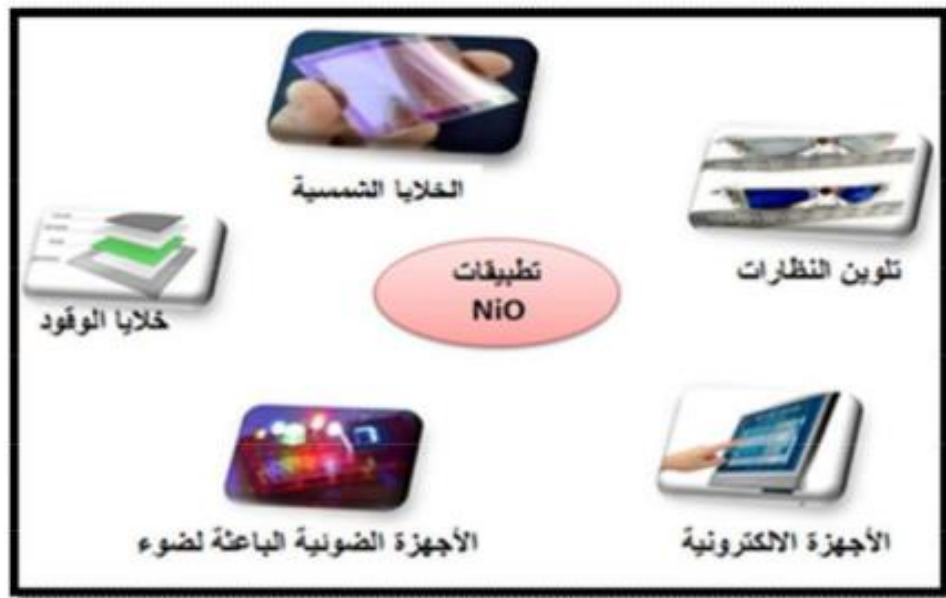 الخلايا الشمسية
تلوين النظارات
تطبيقات
NiO
خلايا الوقود
الأجهزة الضوئية الباعثة لضوء
الأجهزة الالكترونية